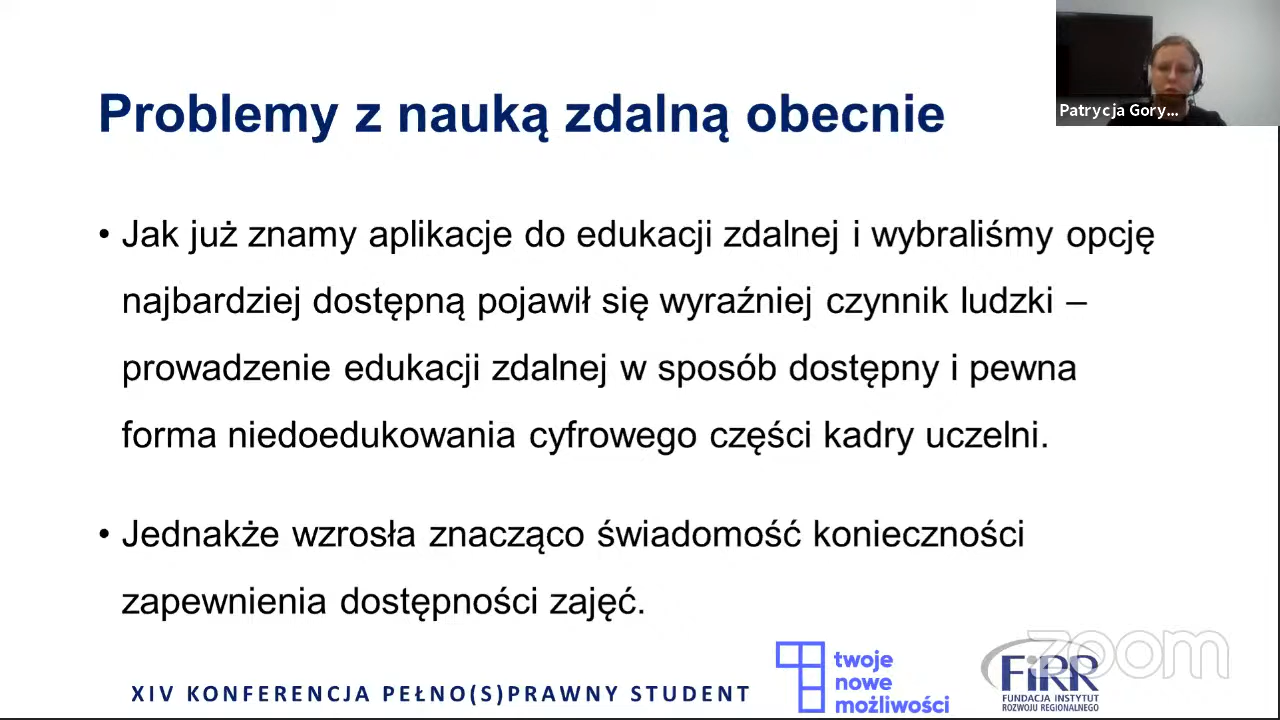 Problemy z nauką zdalną obecnie
Patrycja Gory...
• Jak już znamy aplikacje do edukacji zdalnej i wybraliśmy opcję
najbardziej dostępną pojawił się wyraźniej czynnik ludzki –
prowadzenie edukacji zdalnej w sposób dostępny i pewna
forma niedoedukowania cyfrowego części kadry uczelni.
• Jednakże wzrosła znacząco świadomość konieczności
zapewnienia dostępności zajęć.
XIV KONFERENCJA PEŁNO(S)PRAWNY STUDENT
twoje
nowe
możliwości
zoom
FiRR
FUNDACJA INSTYTUT
ROZWOJU REGIONALNEGO